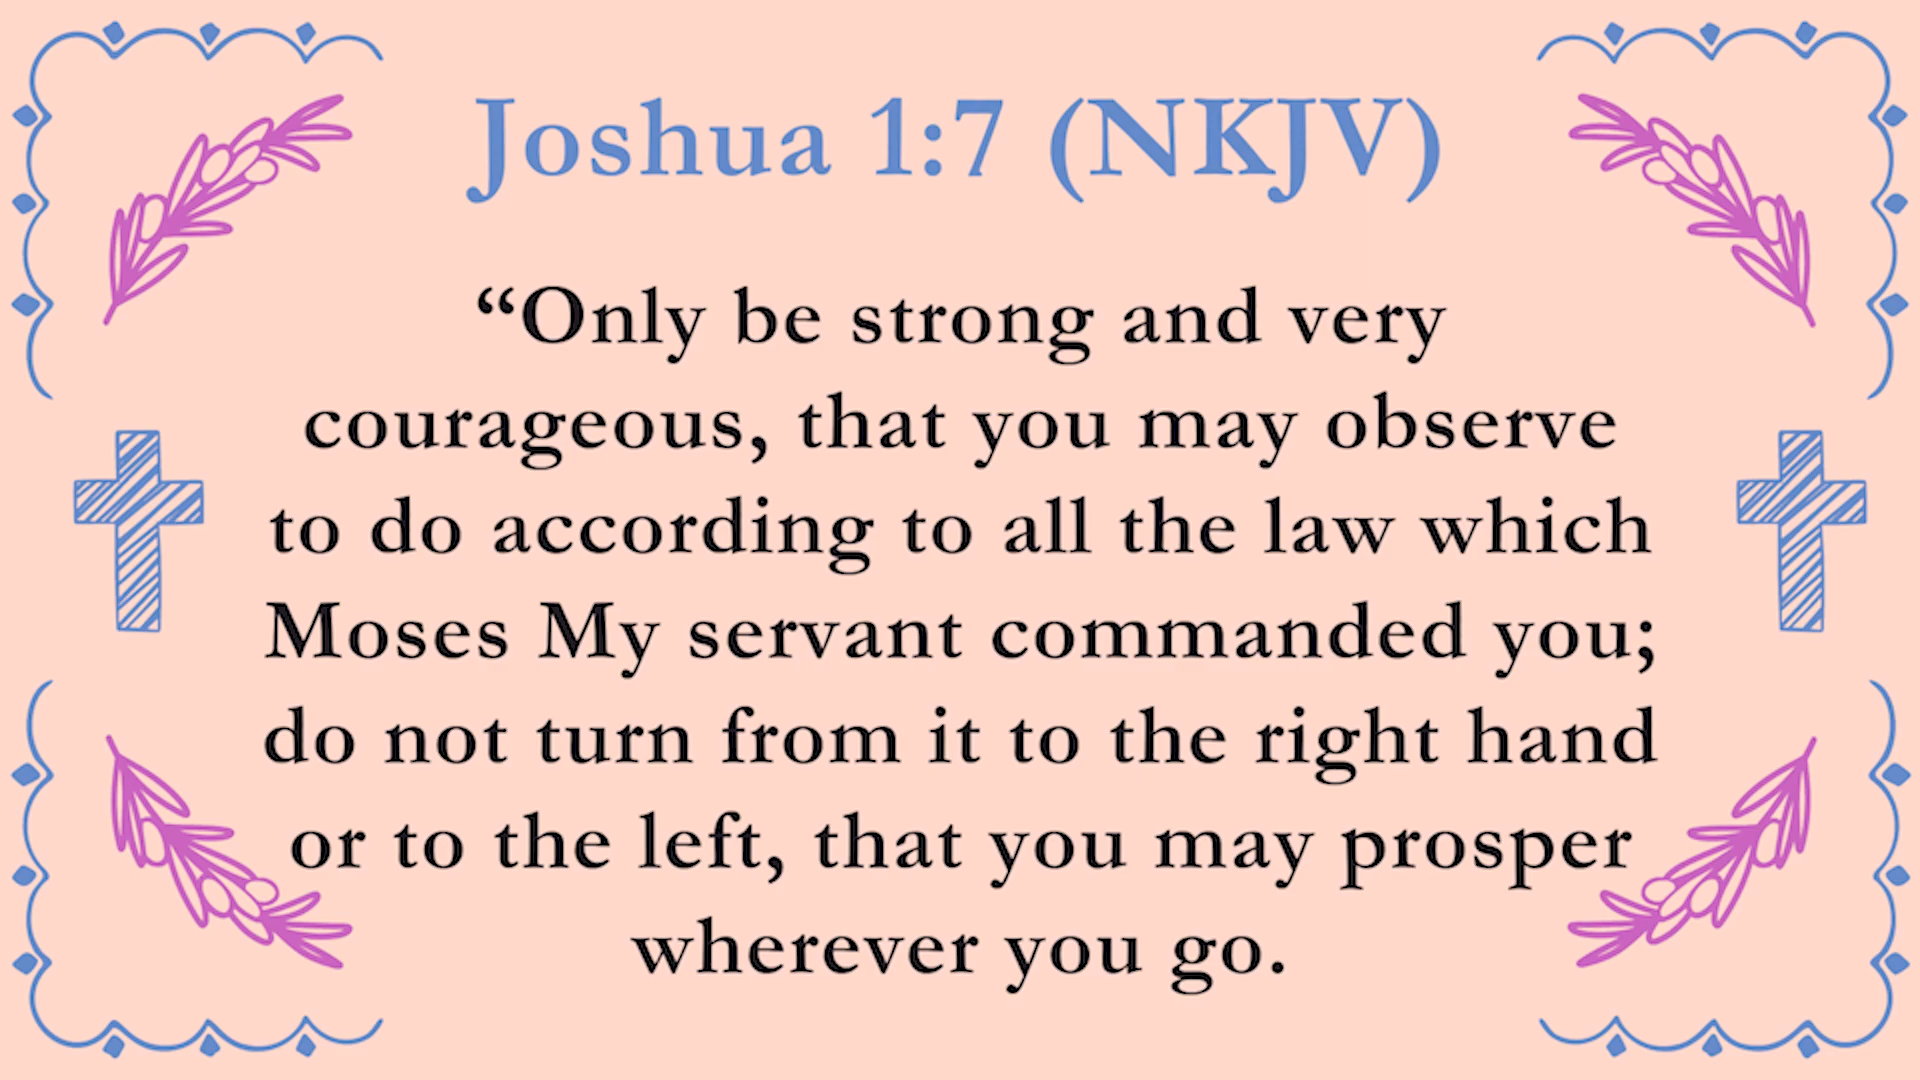 Joshua 1:7 (NKJV)
“Only be strong and very
courageous, that you may observe
to do according to all the law which
Moses My servant commanded you;
do not turn from it to the right hand
or to the left, that you may prosper
wherever you go.